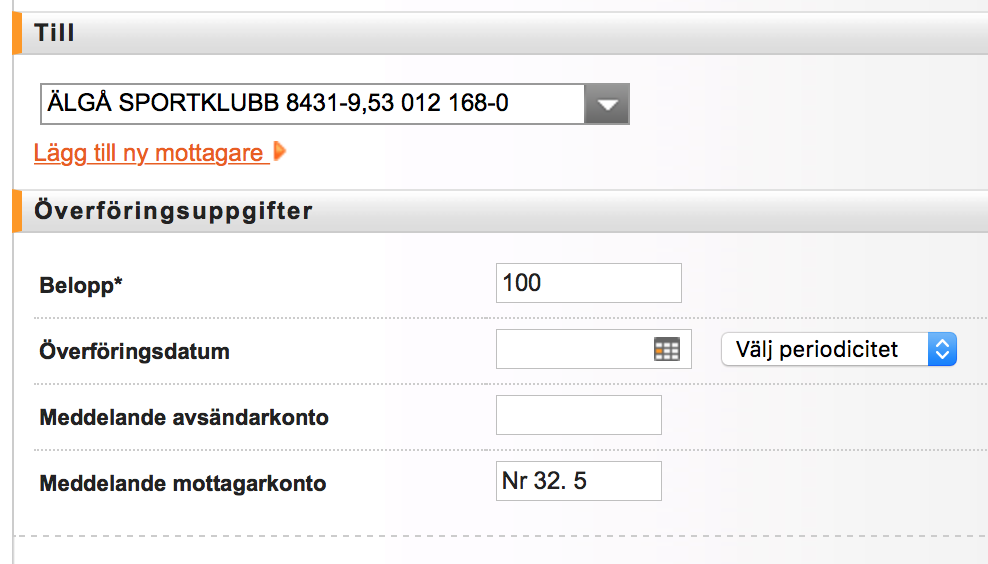 Till
ÄLGÅ SPORTKLUBB 8431-9,53 012 168-0
Lägg till ny mottagare
Överföringsuppgifter
Belopp* 100
Överföringsdatum Välj periodicitet
Meddelande avsändarkonto
Meddelande mottagarkonto Nr 32. 5